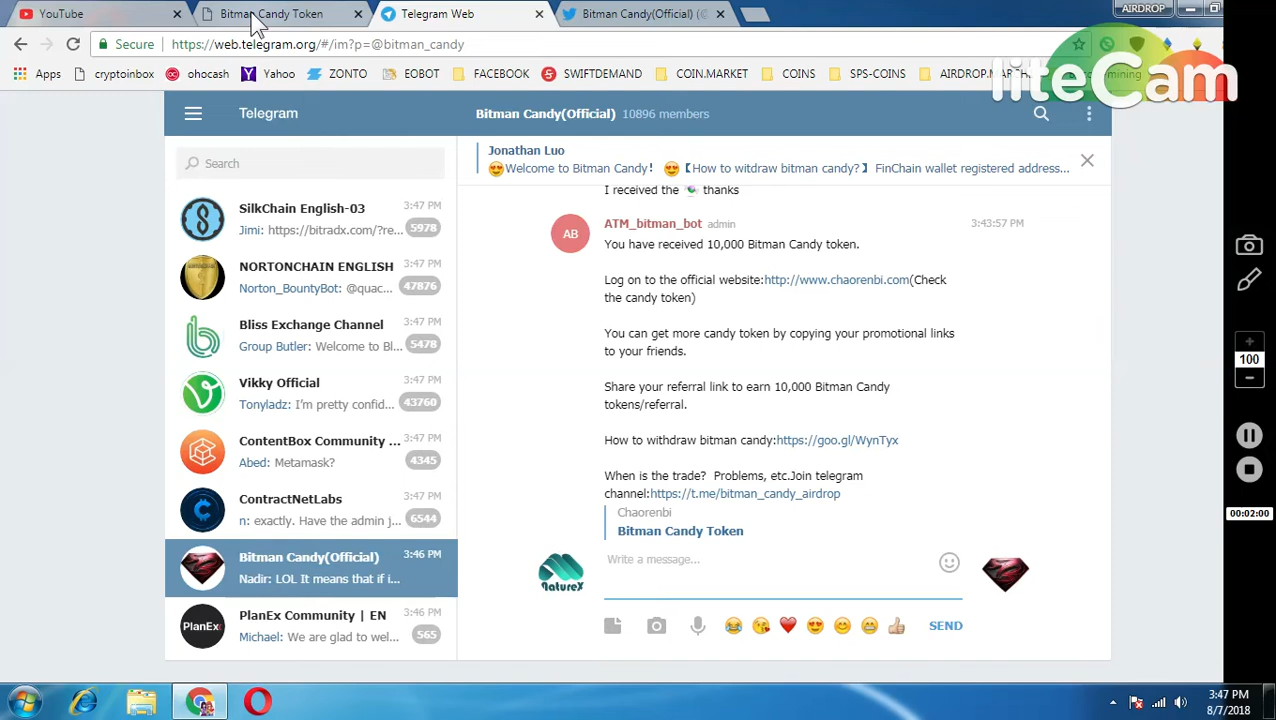 YouTube
Bitman Candy Token
Telegram Web
Bitman Candy(Official) (@
AIRDROP
Secure
https://web.telegram.org/#/im?p=@bitman_candy
Apps
cryptoinbox
ohocash
Yahoo
ZONTO
EOBOT
FACEBOOK
SWIFTDEMAND
COIN.MARKET
COINS
SPS-COINS
mining
liteCam
Telegram
Bitman Candy(Official) 10896 members
Search
Jonathan Luo
😍Welcome to Bitman Candy! 😍【How to witdraw bitman candy?】 FinChain wallet registered address...
SilkChain English-03
3:47 PM
Jimi: https://bitradx.com/?re...
5978
NORTONCHAIN ENGLISH
3:47 PM
Norton_BountyBot: @quac...
47876
Bliss Exchange Channel
3:47 PM
Group Butler: Welcome to Bl...
5478
Vikky Official
3:47 PM
Tonyladz: I'm pretty confid...
43760
ContentBox Community ...
3:47 PM
Abed: Metamask?
4345
ContractNetLabs
3:47 PM
n: exactly. Have the admin j...
6544
Bitman Candy(Official)
3:46 PM
Nadir: LOL It means that if i...
PlanEx
PlanEx Community | EN
3:46 PM
Michael: We are glad to wel...
565
I received the thanks
AB
ATM_bitman_bot admin
3:43:57 PM
You have received 10,000 Bitman Candy token.
Log on to the official website:http://www.chaorenbi.com(Check
the candy token)
You can get more candy token by copying your promotional links
to your friends.
Share your referral link to earn 10,000 Bitman Candy
tokens/referral.
How to withdraw bitman candy:https://goo.gl/WynTyx
When is the trade? Problems, etc.Join telegram
channel:https://t.me/bitman_candy_airdrop
Chaorenbi
Bitman Candy Token
NatureX
Write a message...
SEND
100
00:02:00
3:47 PM
8/7/2018